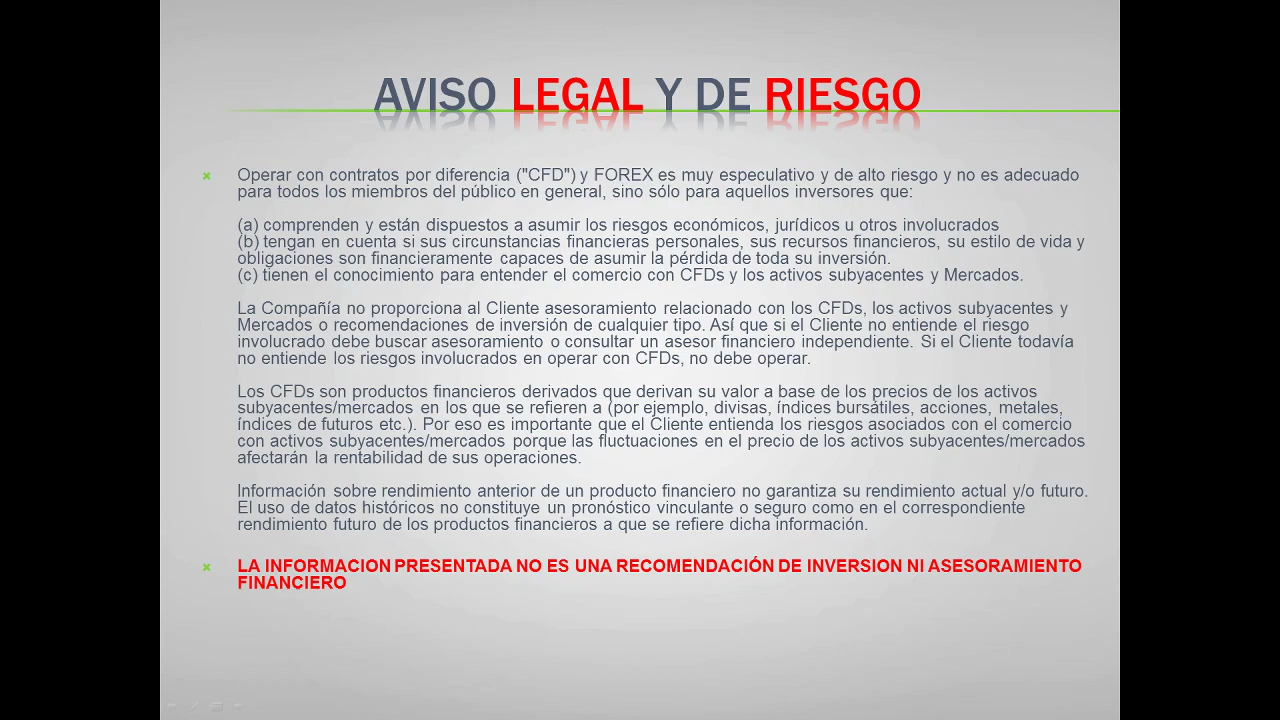 AVISO LEGAL Y DE RIESGO
Operar con contratos por diferencia ("CFD") y FOREX es muy especulativo y de alto riesgo y no es adecuado
para todos los miembros del público en general, sino sólo para aquellos inversores que:
(a) comprenden y están dispuestos a asumir los riesgos económicos, jurídicos u otros involucrados
(b) tengan en cuenta si sus circunstancias financieras personales, sus recursos financieros, su estilo de vida y
obligaciones son financieramente capaces de asumir la pérdida de toda su inversión.
(c) tienen el conocimiento para entender el comercio con CFDs y los activos subyacentes y Mercados.
La Compañía no proporciona al Cliente asesoramiento relacionado con los CFDs, los activos subyacentes y
Mercados o recomendaciones de inversión de cualquier tipo. Así que si el Cliente no entiende el riesgo
involucrado debe buscar asesoramiento o consultar un asesor financiero independiente. Si el Cliente todavía
no entiende los riesgos involucrados en operar con CFDs, no debe operar.
Los CFDs son productos financieros derivados que derivan su valor a base de los precios de los activos
subyacentes/mercados en los que se refieren a (por ejemplo, divisas, índices bursátiles, acciones, metales,
índices de futuros etc.). Por eso es importante que el Cliente entienda los riesgos asociados con el comercio
con activos subyacentes/mercados porque las fluctuaciones en el precio de los activos subyacentes/mercados
afectarán la rentabilidad de sus operaciones.
Información sobre rendimiento anterior de un producto financiero no garantiza su rendimiento actual y/o futuro.
El uso de datos históricos no constituye un pronóstico vinculante o seguro como en el correspondiente
rendimiento futuro de los productos financieros a que se refiere dicha información.
LA INFORMACION PRESENTADA NO ES UNA RECOMENDACIÓN DE INVERSION NI ASESORAMIENTO
FINANCIERO